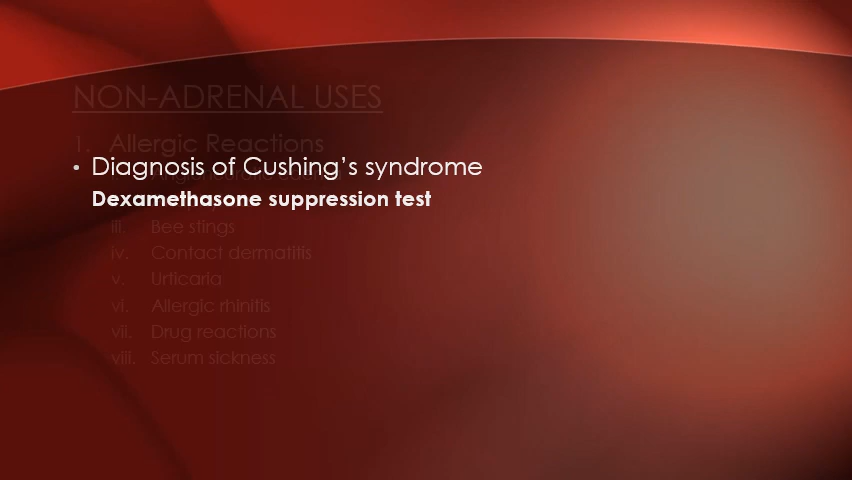 NON-ADRENAL USES
1. Allergic Reactions
• Diagnosis of Cushing's syndrome
Dexamethasone suppression test
iii. Bee stings
iv. Contact dermatitis
v. Urticaria
vi. Allergic rhinitis
vii. Drug reactions
viii. Serum sickness